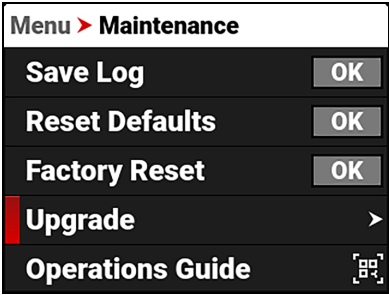 Menu ➤ Maintenance
Save Log OK
Reset Defaults OK
Factory Reset OK
Upgrade
Operations Guide